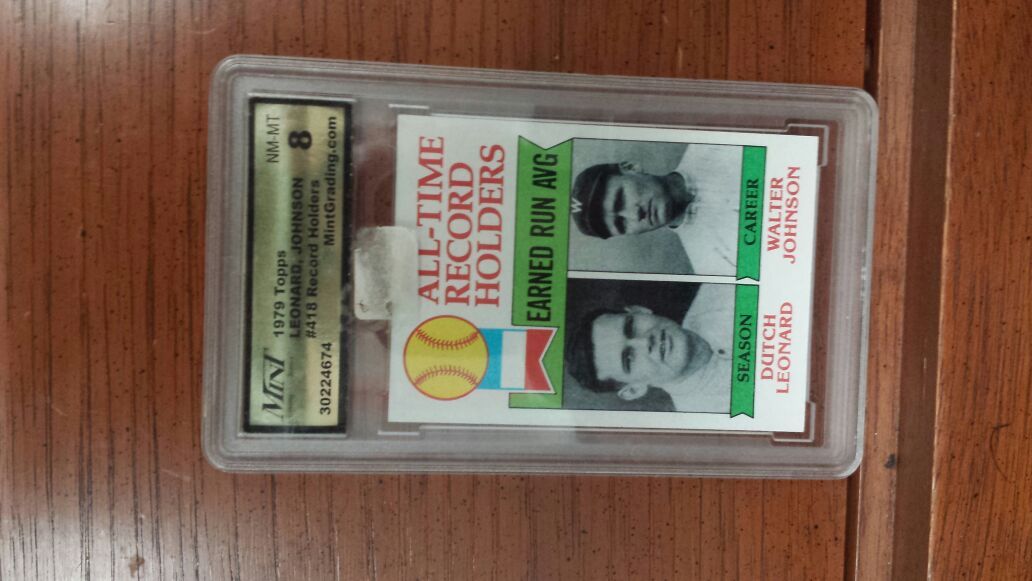 MINT
1979 Topps
NM-MT
LEONARD, JOHNSON
8
#418 Record Holders
30224674
MintGrading.com
ALL-TIME
RECORD
HOLDERS
EARNED RUN AVG
SEASON
DUTCH
LEONARD
W
CAREER
WALTER
JOHNSON